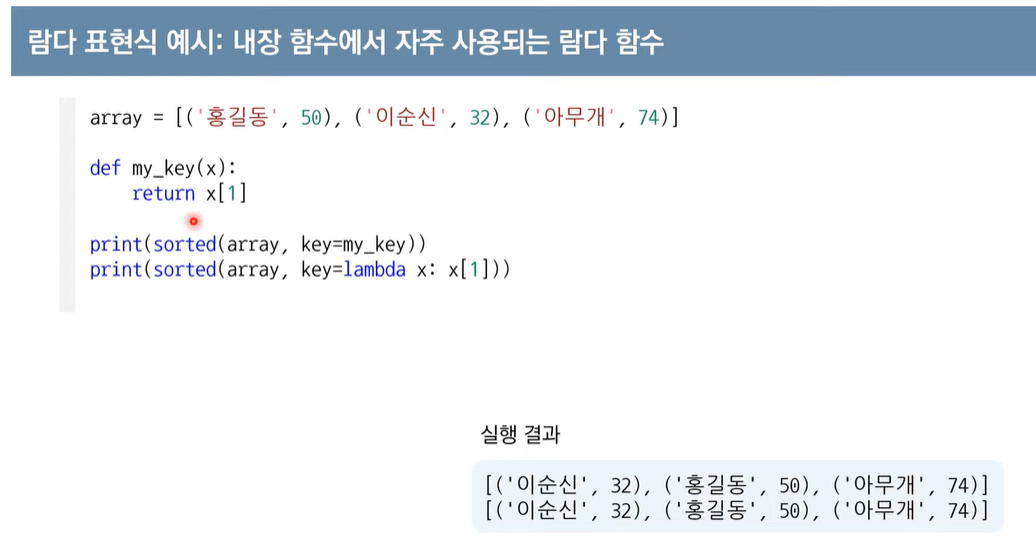 람다 표현식 예시: 내장 함수에서 자주 사용되는 람다 함수
array = [('홍길동', 50), ('이순신', 32), ('아무개', 74)]
def my_key(x):
    return x[1]
print(sorted(array, key=my_key))
print(sorted(array, key=lambda x: x[1]))
실행 결과
[('이순신', 32), ('홍길동', 50), ('아무개', 74)]
[('이순신', 32), ('홍길동', 50), ('아무개', 74)]